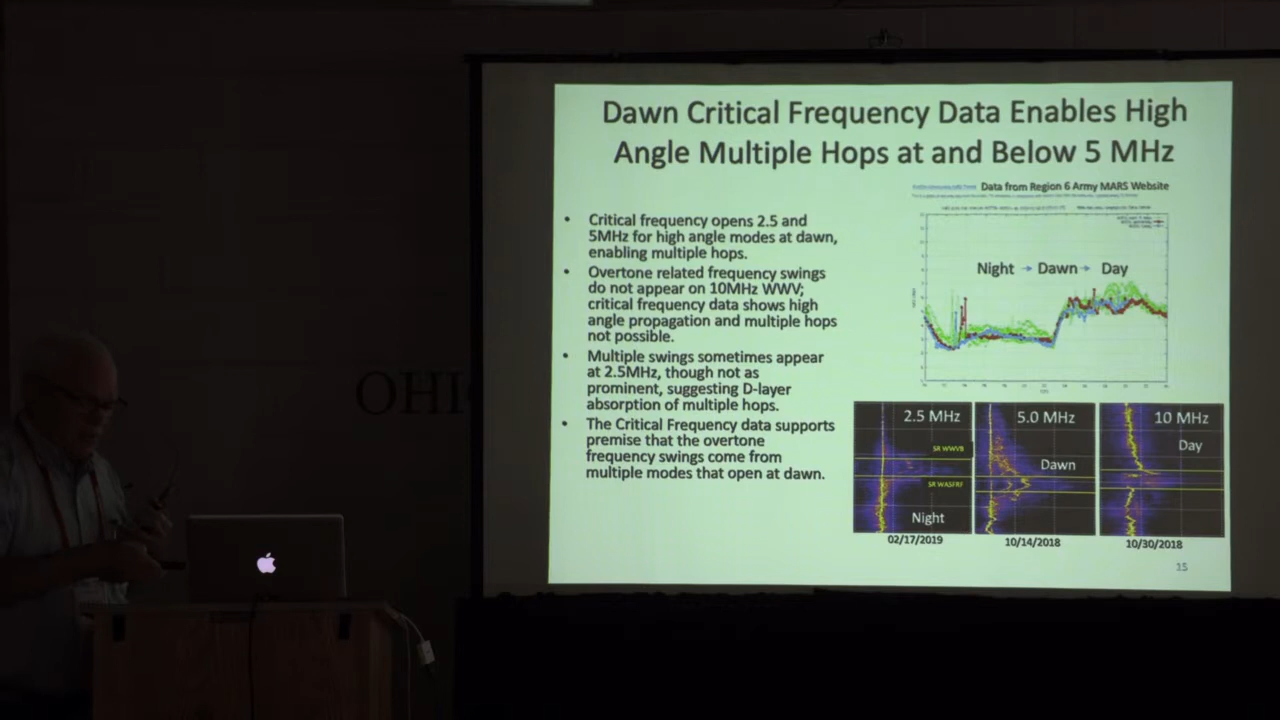 Dawn Critical Frequency Data Enables High
Angle Multiple Hops at and Below 5 MHz
Data from Region 6 Army MARS Website
• Critical frequency opens 2.5 and
5MHz for high angle modes at dawn,
enabling multiple hops.
• Overtone related frequency swings
do not appear on 10MHz WWV;
critical frequency data shows high
angle propagation and multiple hops
not possible.
• Multiple swings sometimes appear
at 2.5MHz, though not as
prominent, suggesting D-layer
absorption of multiple hops.
• The Critical Frequency data supports
premise that the overtone
frequency swings come from
multiple modes that open at dawn.
Night → Dawn → Day
2.5 MHz
SR WWVB
SR WA5FRF
Night
02/17/2019
5.0 MHz
Dawn
10/14/2018
10 MHz
Day
10/30/2018
15
OHI